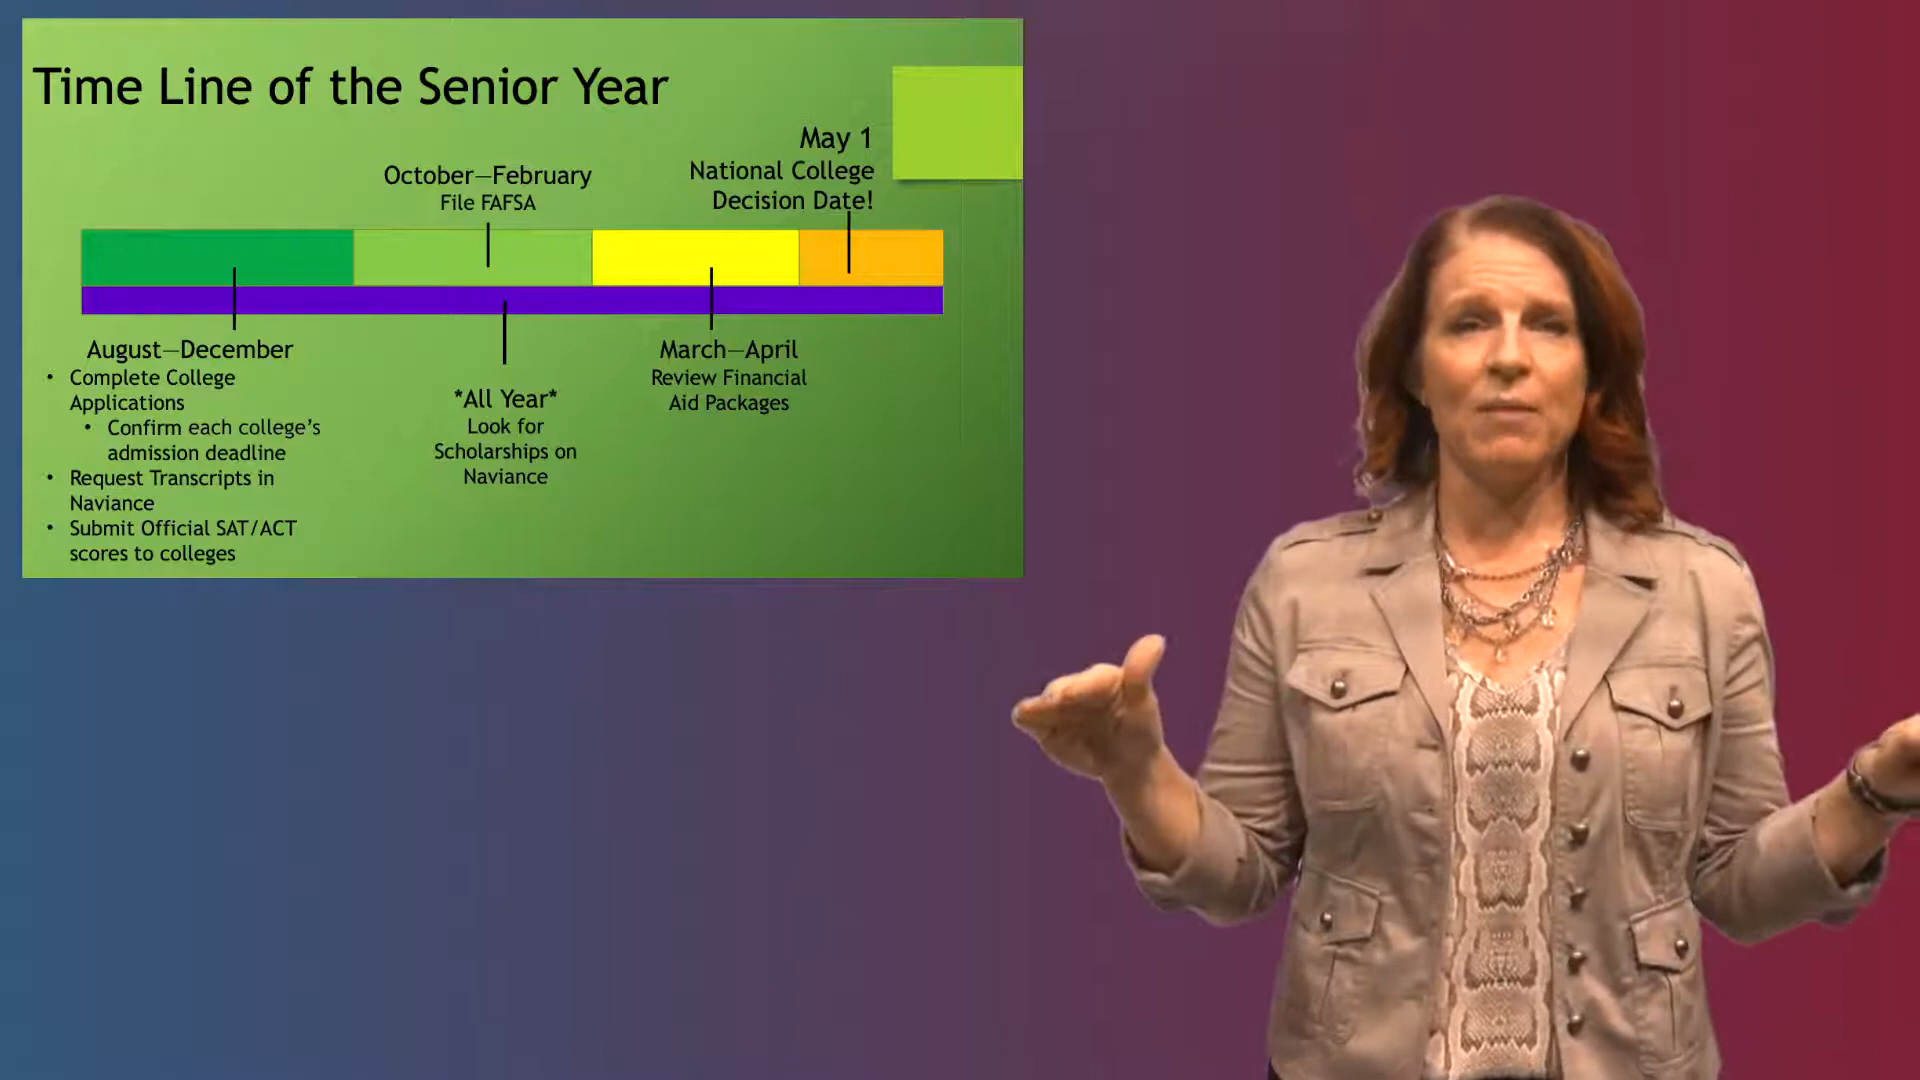 Time Line of the Senior Year
May 1
National College
Decision Date!
October—February
File FAFSA
August—December
• Complete College
Applications
• Confirm each college's
admission deadline
• Request Transcripts in
Naviance
• Submit Official SAT/ACT
scores to colleges
*All Year*
Look for
Scholarships on
Naviance
March—April
Review Financial
Aid Packages